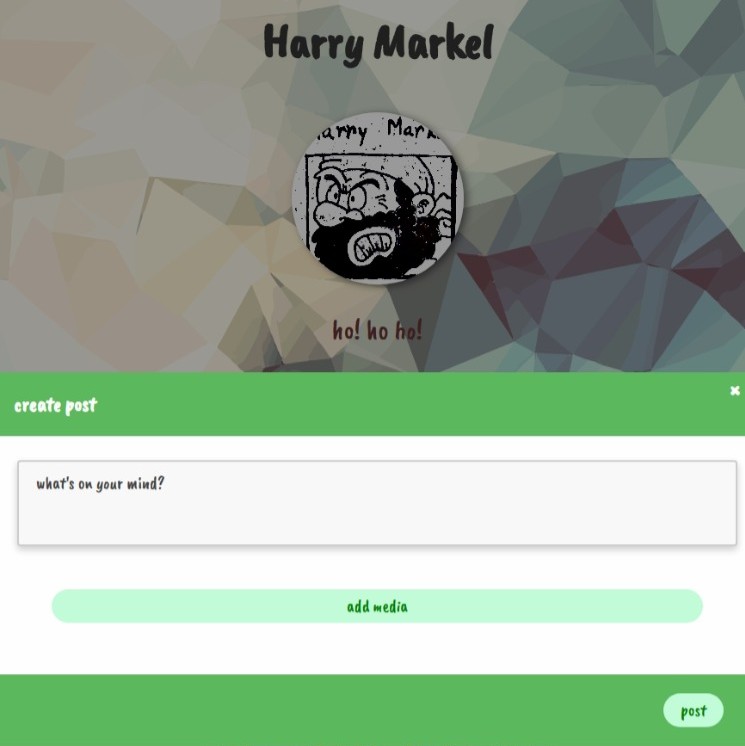 Harry Markel
arry Mark
ho! ho ho!
create post
×
what's on your mind?
add media
post